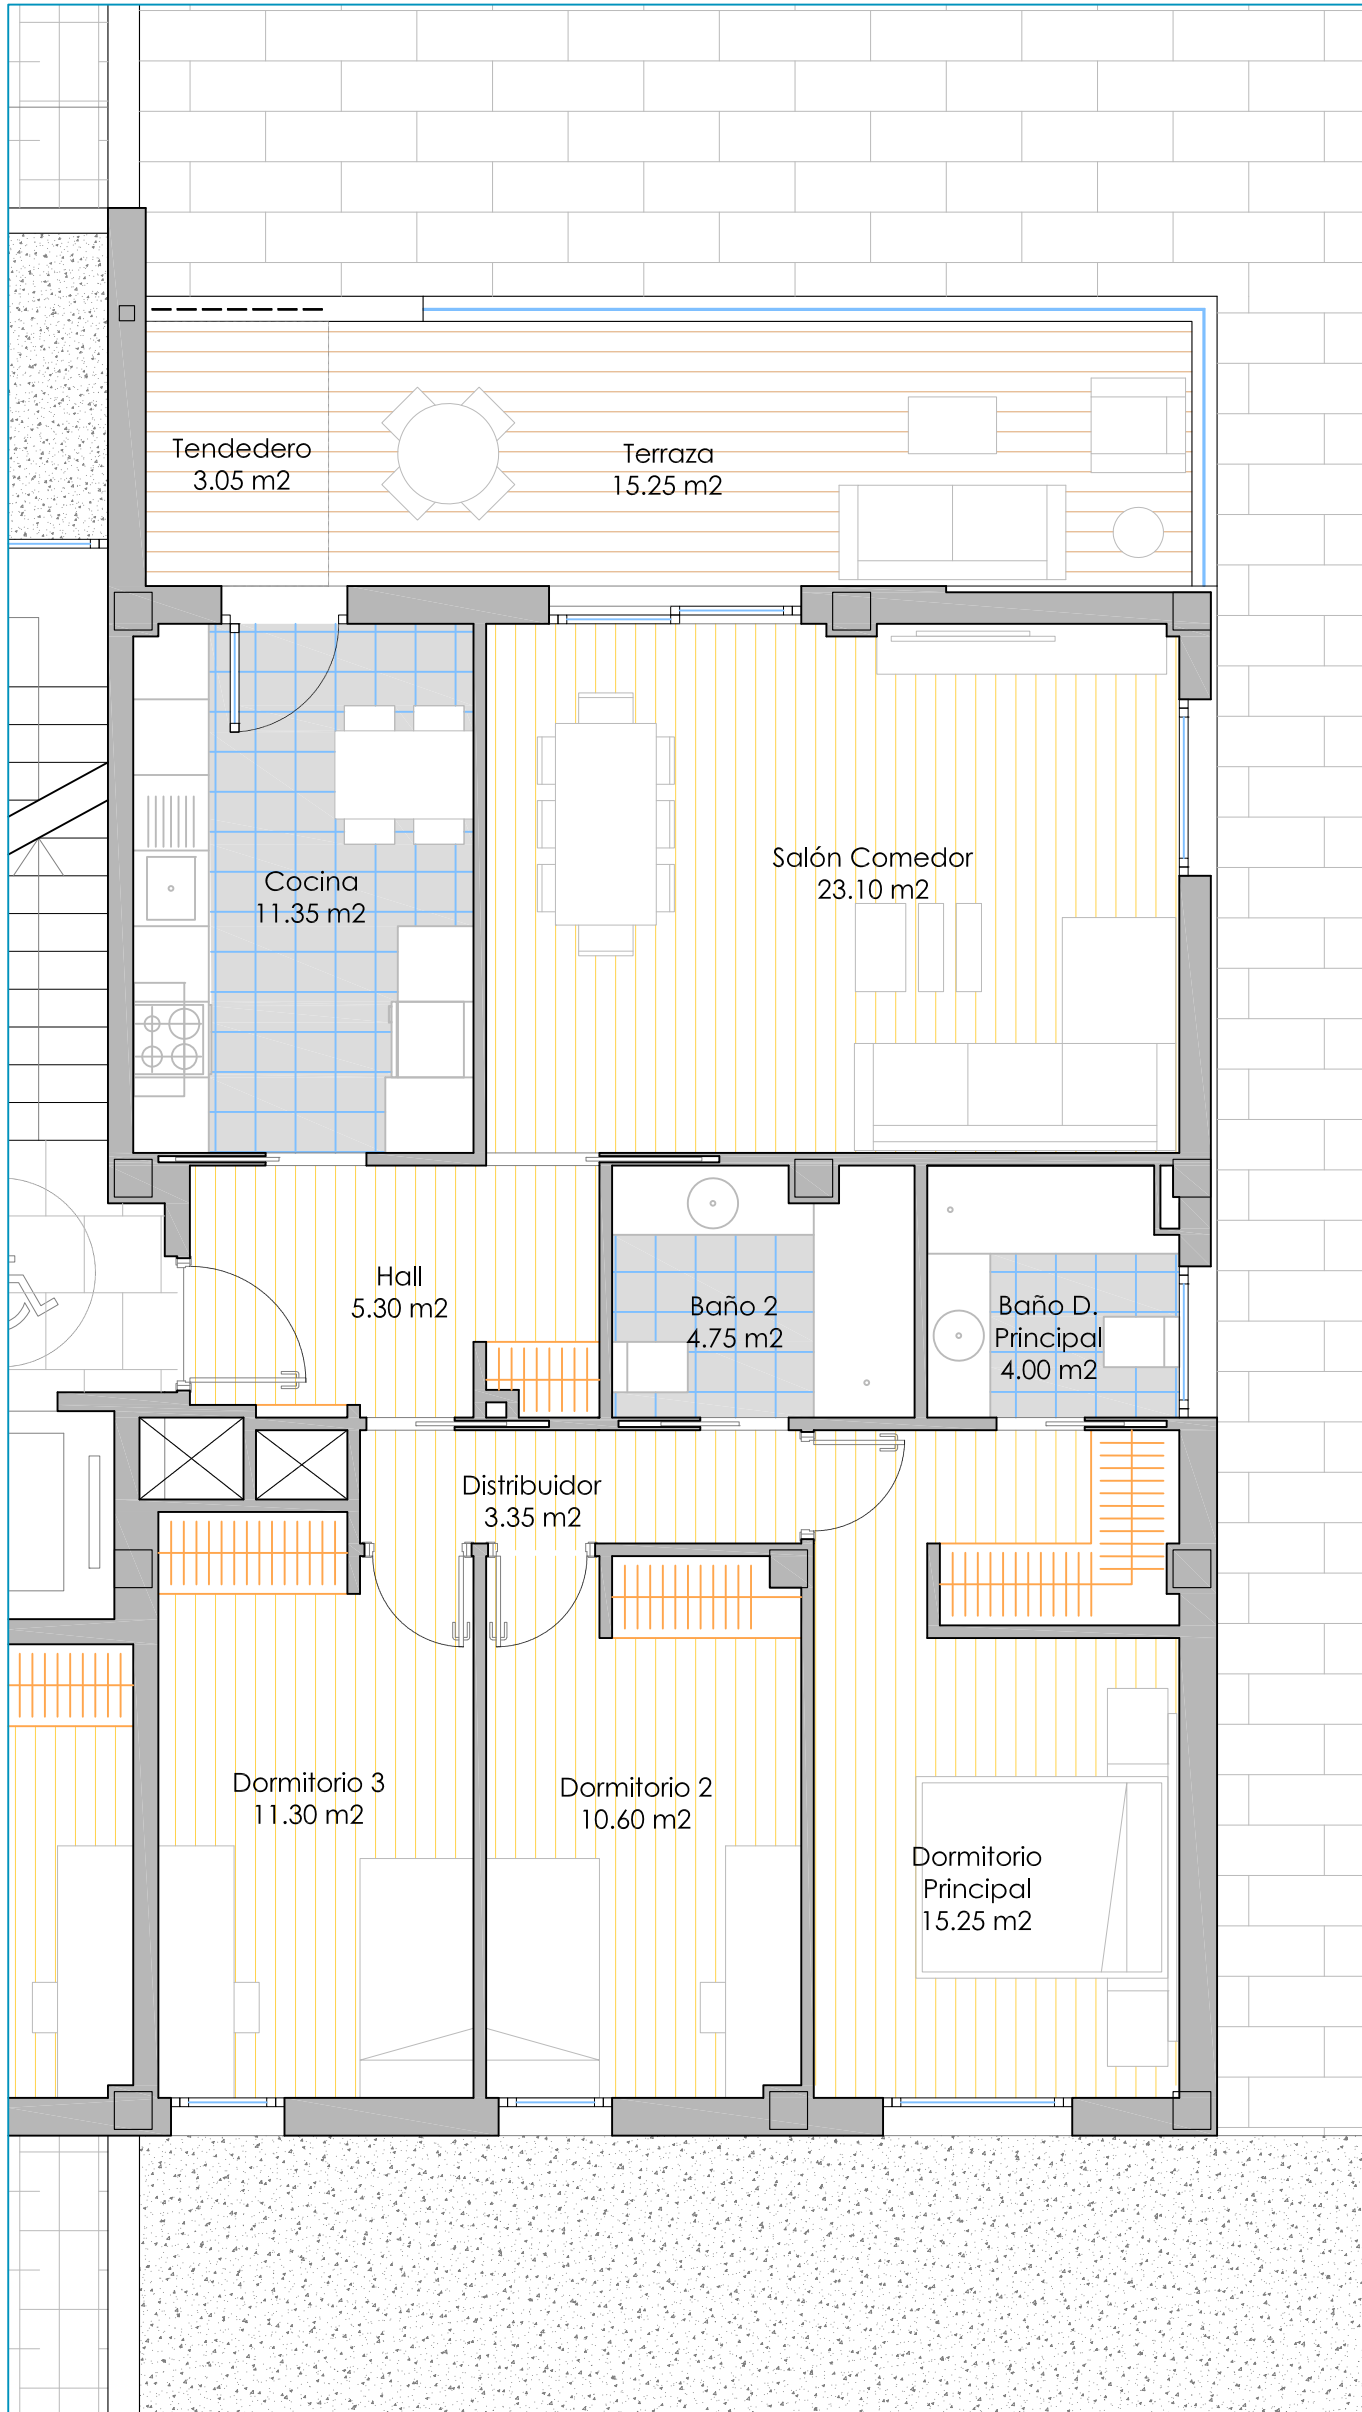 Tendedero
3.05 m2
Terraza
15.25 m2
Cocina
11.35 m2
Salón Comedor
23.10 m2
Hall
5.30 m2
Baño 2
4.75 m2
Baño D.
Principal
4.00 m2
Distribuidor
3.35 m2
Dormitorio 3
11.30 m2
Dormitorio 2
10.60 m2
Dormitorio
Principal
15.25 m2